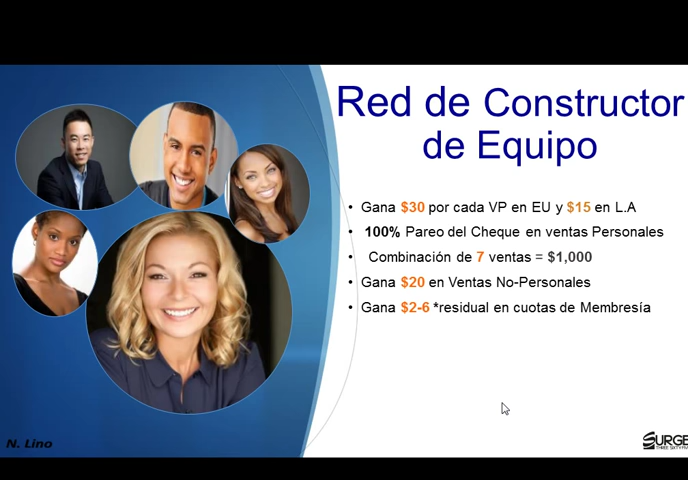 Red de Constructor
de Equipo
• Gana $30 por cada VP en EU y $15 en L.A
• 100% Pareo del Cheque en ventas Personales
• Combinación de 7 ventas = $1,000
• Gana $20 en Ventas No-Personales
• Gana $2-6 *residual en cuotas de Membresía
N. Lino
SURGE